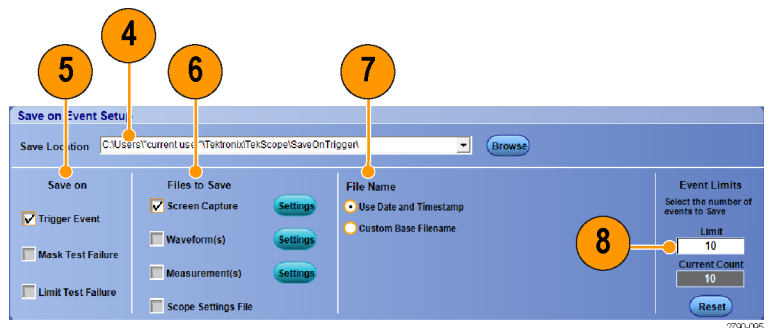 4
5
6
7
Save on Event Setup
Save Location C:\Users\"current user"\Tektronix\TekScope\SaveOnTrigger\ Browse
Save on
Trigger Event
Mask Test Failure
Limit Test Failure
Files to Save
Screen Capture Settings
Waveform(s) Settings
Measurement(s) Settings
Scope Settings File
File Name
Use Date and Timestamp
Custom Base Filename
8
Event Limits
Select the number of
events to Save
Limit
10
Current Count
10
Reset
2790-095